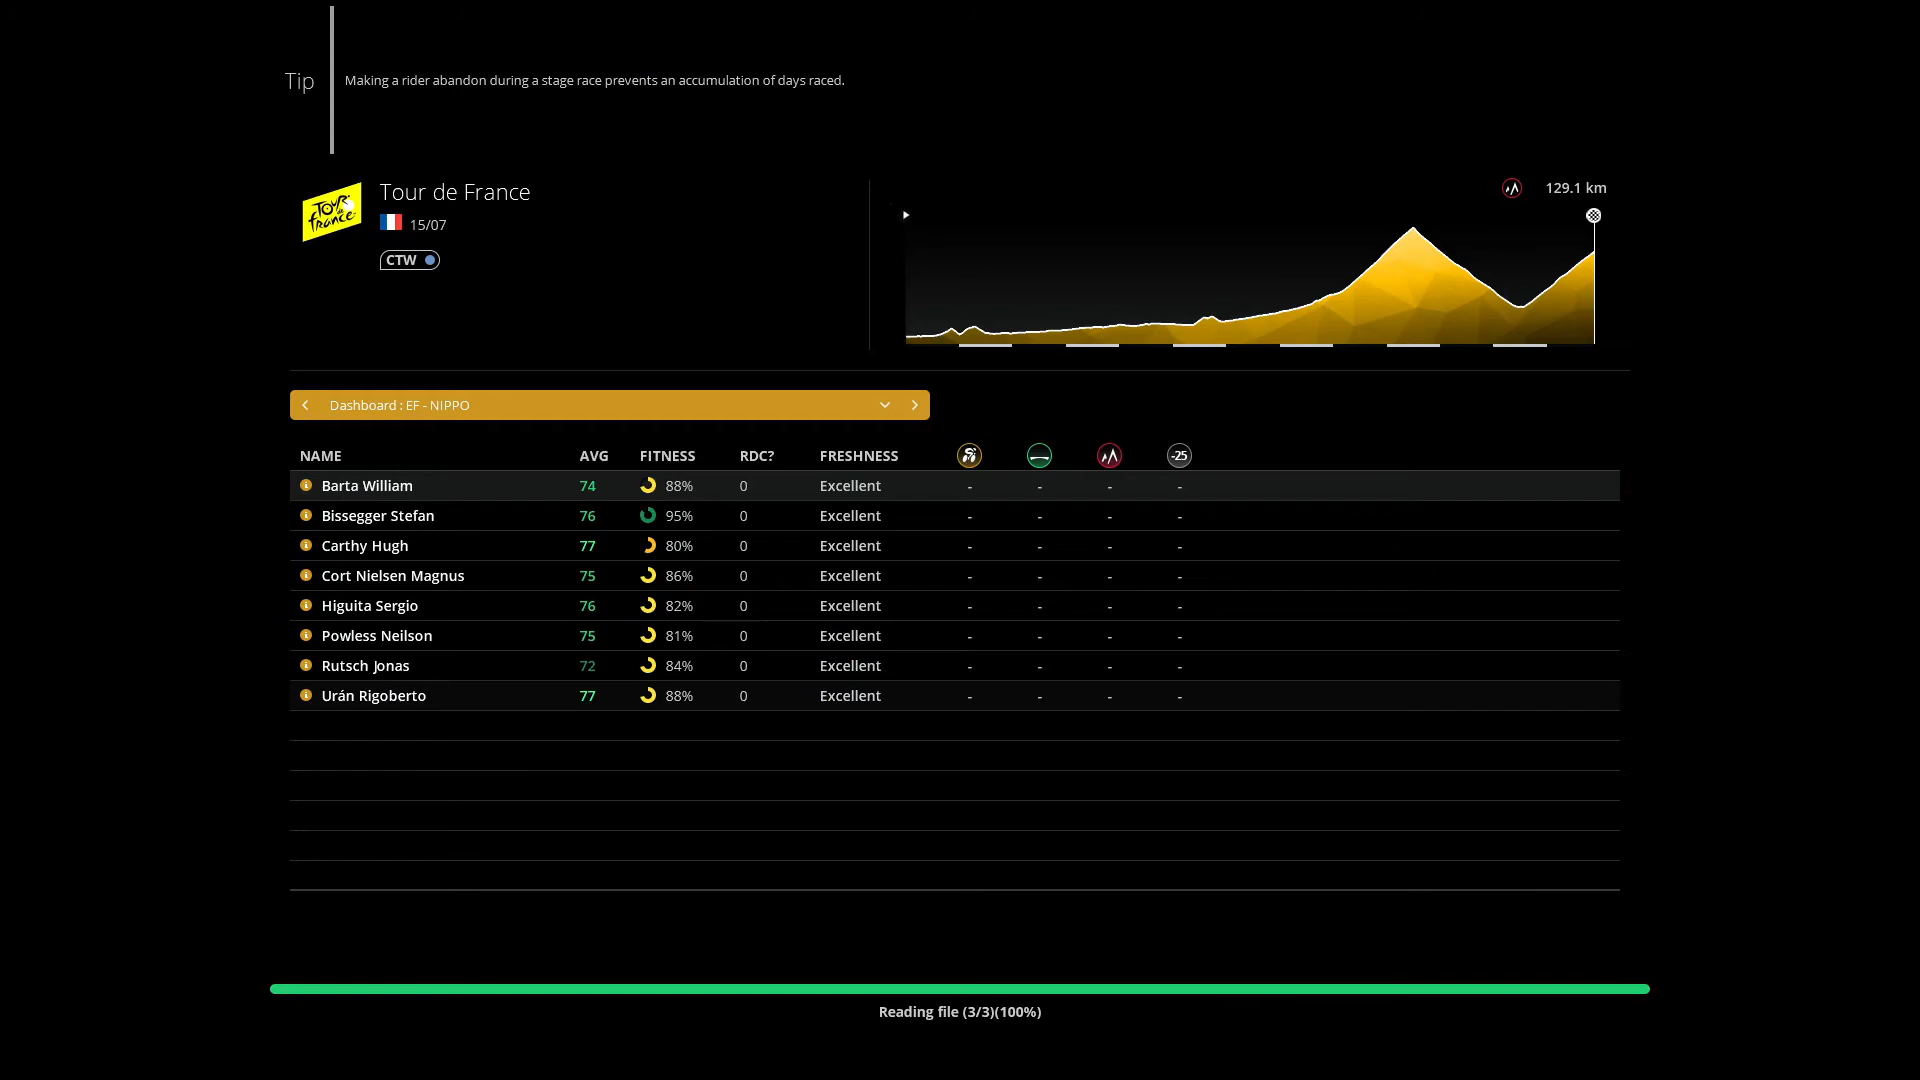 Tip
Making a rider abandon during a stage race prevents an accumulation of days raced.
TOUR de france
Tour de France
15/07
CTW
129.1 km
Dashboard : EF - NIPPO
NAME AVG FITNESS RDC? FRESHNESS -25
Barta William 74 88% 0 Excellent - - - -
Bissegger Stefan 76 95% 0 Excellent - - - -
Carthy Hugh 77 80% 0 Excellent - - - -
Cort Nielsen Magnus 75 86% 0 Excellent - - - -
Higuita Sergio 76 82% 0 Excellent - - - -
Powless Neilson 75 81% 0 Excellent - - - -
Rutsch Jonas 72 84% 0 Excellent - - - -
Urán Rigoberto 77 88% 0 Excellent - - - -
Reading file (3/3)(100%)